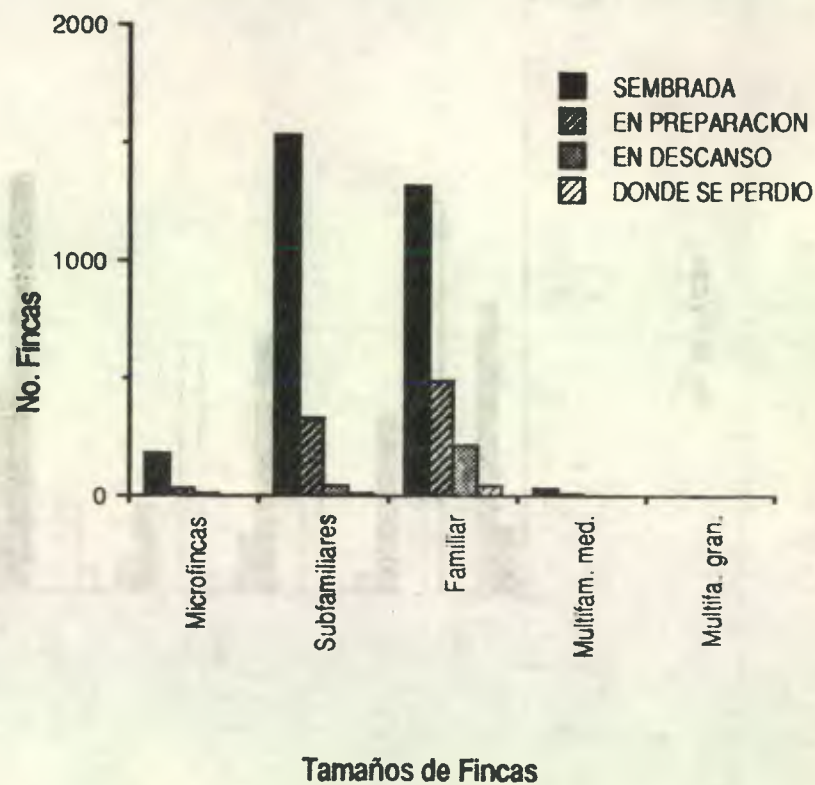 2000
SEMBRADA
EN PREPARACION
EN DESCANSO
DONDE SE PERDIO
1000
No. Fincas
0
Microfincas
Subfamiliares
Familiar
Multifam. med.
Multifa. gran.
Tamaños de Fincas